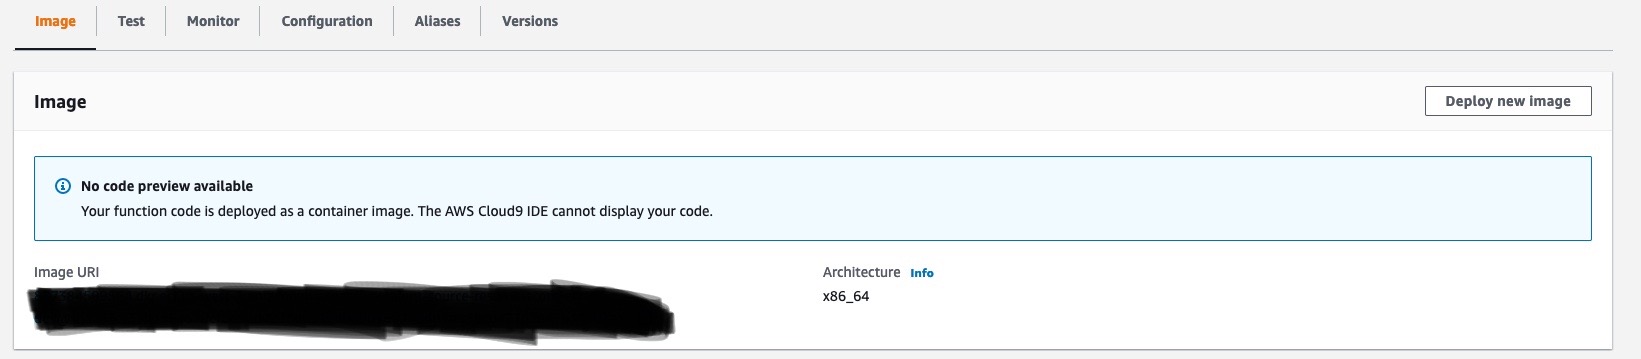 Image Test Monitor Configuration Aliases Versions
Image
Deploy new image
No code preview available
Your function code is deployed as a container image. The AWS Cloud9 IDE cannot display your code.
Image URI
Architecture Info
x86_64